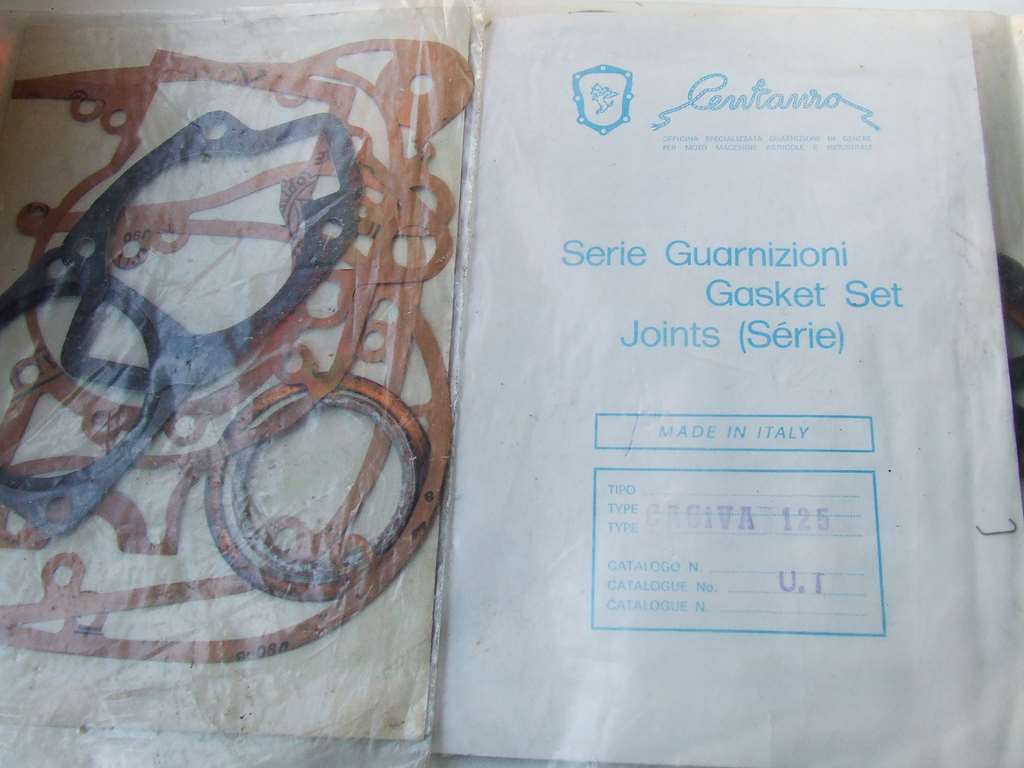 Centauro
OFFICINA SPECIALIZZATA GUARNIZIONI IN GENERE
PER MOTO MACCHINE AGRICOLE E INDUSTRIALE
Serie Guarnizioni
Gasket Set
Joints (Série)
MADE IN ITALY
TIPO
TYPE CAGIVA 125
TYPE
CATALOGO N.
CATALOGUE No. U.T
CATALOGUE N.